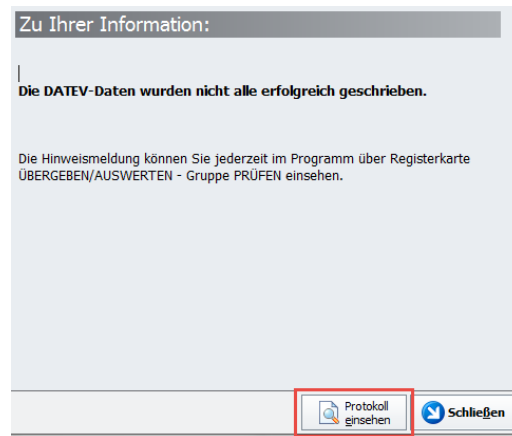 Zu Ihrer Information:
Die DATEV-Daten wurden nicht alle erfolgreich geschrieben.
Die Hinweismeldung können Sie jederzeit im Programm über Registerkarte
ÜBERGEBEN/AUSWERTEN - Gruppe PRÜFEN einsehen.
Protokoll
einsehen
Schließen